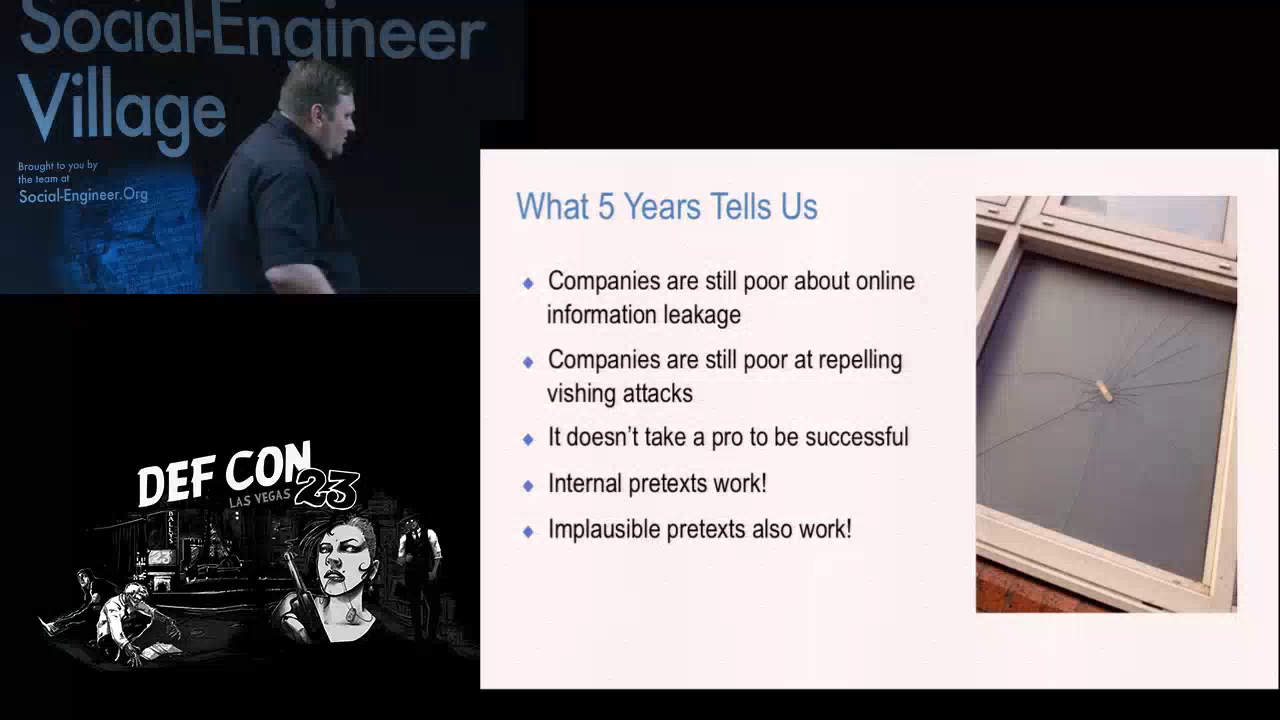 Social-Engineer
Village
Brought to you by
the team at
Social-Engineer.Org
What 5 Years Tells Us
Companies are still poor about online
information leakage
Companies are still poor at repelling
vishing attacks
It doesn't take a pro to be successful
Internal pretexts work!
Implausible pretexts also work!
DEF CON
LAS VEGAS 23
BALLY'S